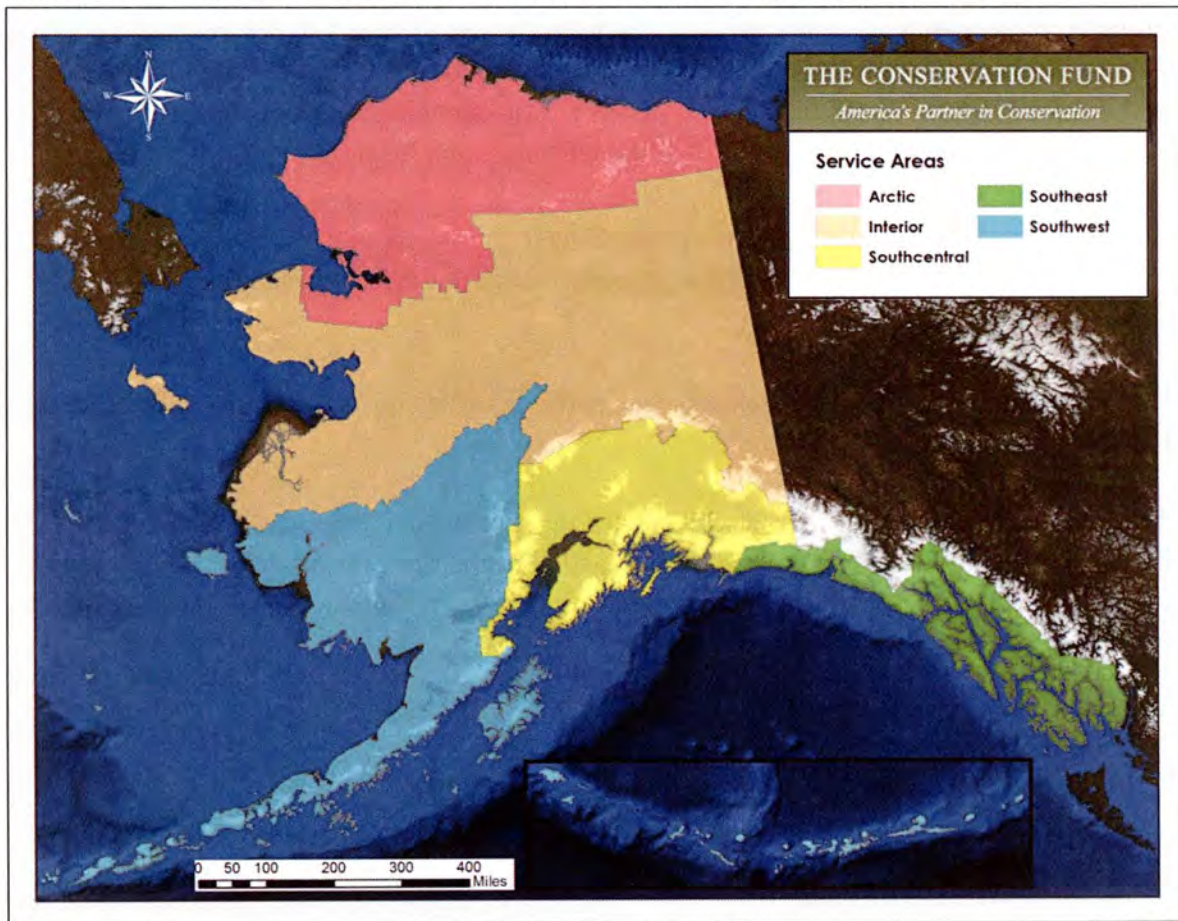 N
W E
S
THE CONSERVATION FUND
America's Partner in Conservation
Service Areas
Arctic
Interior
Southcentral
Southeast
Southwest
0 50 100 200 300 400
Miles